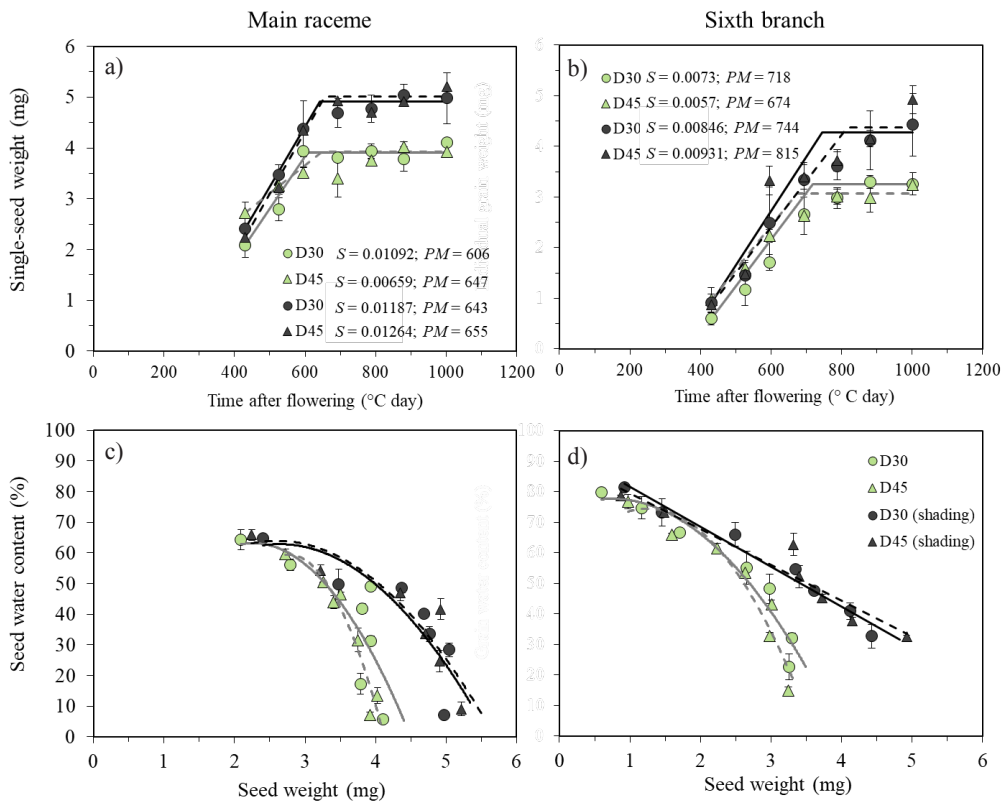 Main raceme
Sixth branch
6
5
4
3
2
1
0
Single-seed weight (mg)
a)
D30 S = 0.01092; PM = 606
D45 S = 0.00659; PM = 647
D30 S = 0.01187; PM = 643
D45 S = 0.01264; PM = 655
0 200 400 600 800 1000 1200
Time after flowering (°C day)
6
5
4
3
2
1
0
b)
D30 S = 0.0073; PM = 718
D45 S = 0.0057; PM = 674
D30 S = 0.00846; PM = 744
D45 S = 0.00931; PM = 815
0 200 400 600 800 1000 1200
Time after flowering (° C day)
100
90
80
70
60
50
40
30
20
10
0
Seed water content (%)
c)
0 1 2 3 4 5 6
Seed weight (mg)
100
90
80
70
60
50
40
30
20
10
0
d)
D30
D45
D30 (shading)
D45 (shading)
0 1 2 3 4 5 6
Seed weight (mg)